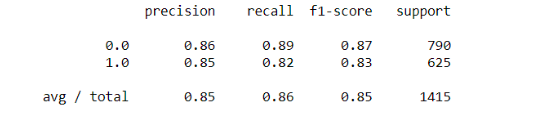 precision recall f1-score support
0.0 0.86 0.89 0.87 790
1.0 0.85 0.82 0.83 625
avg / total 0.85 0.86 0.85 1415